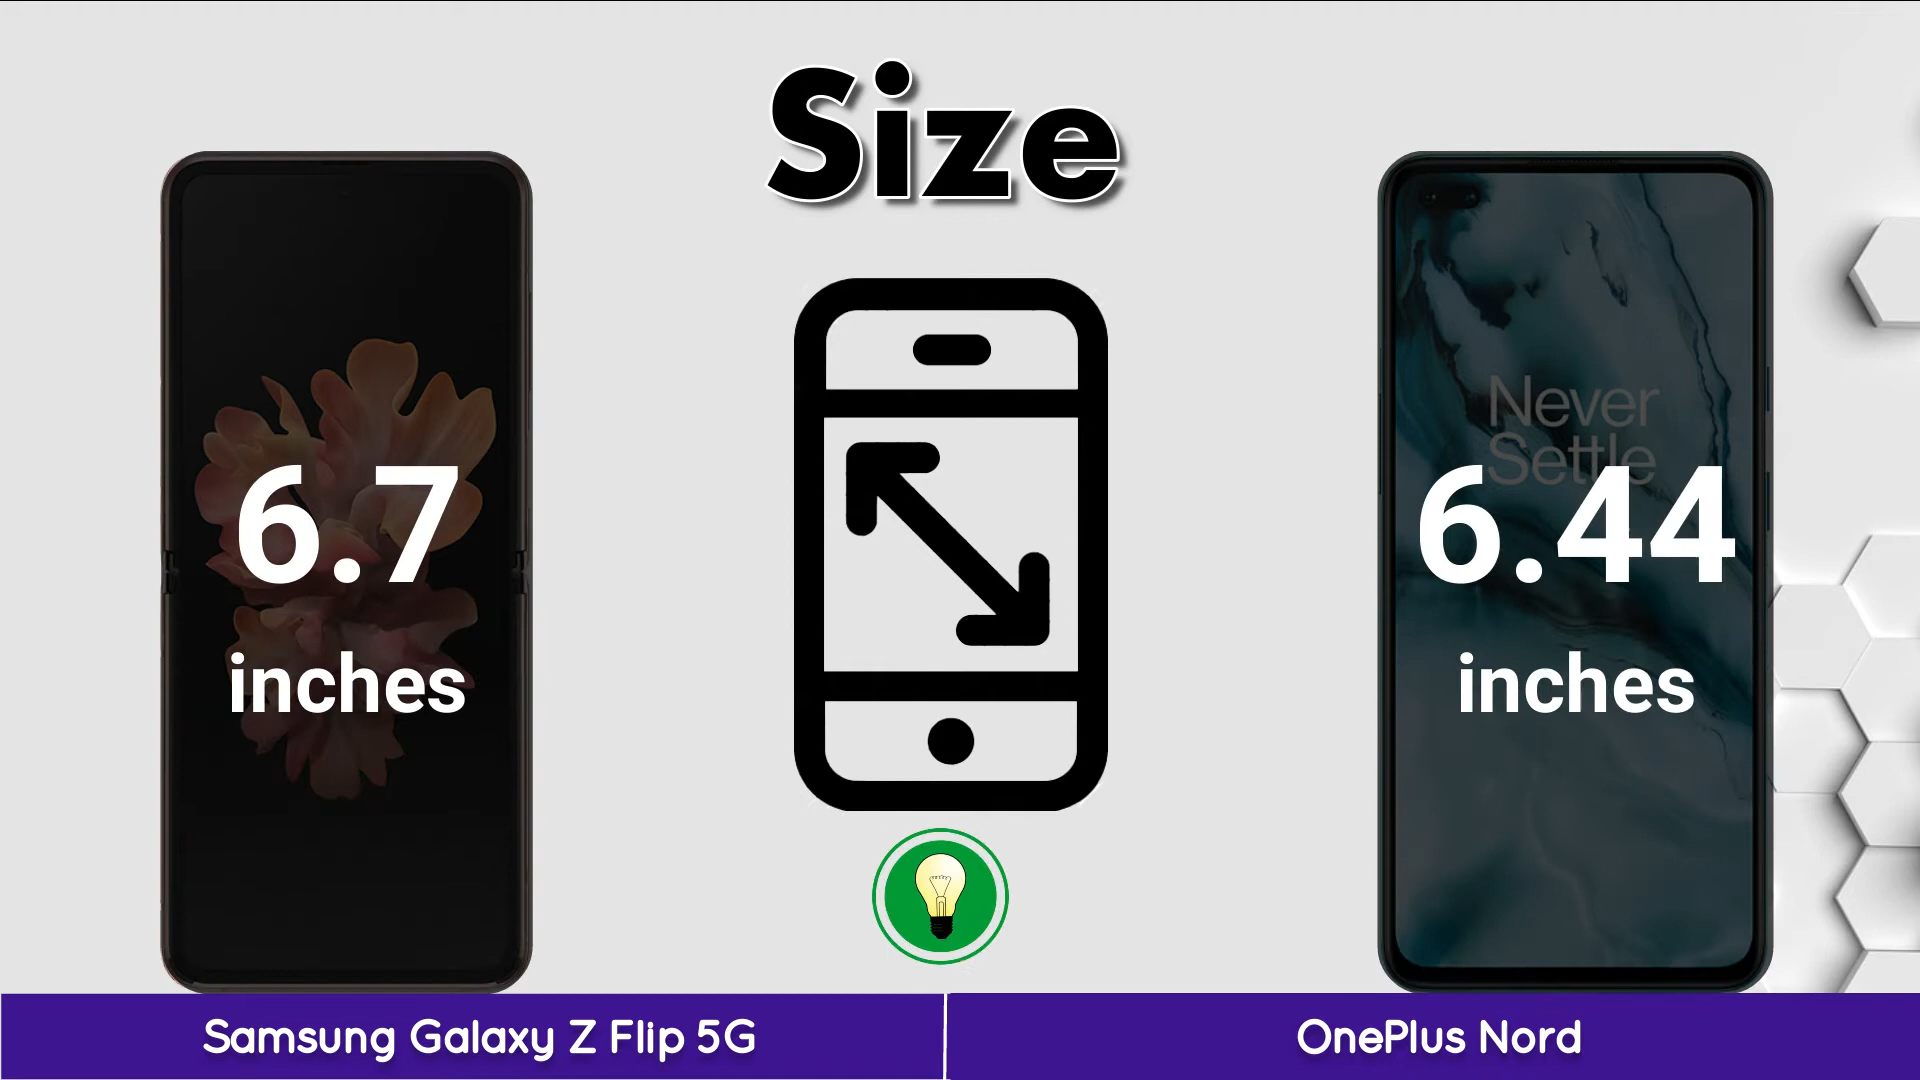 Size
6.7
inches
Never
Settle
6.44
inches
Samsung Galaxy Z Flip 5G
OnePlus Nord